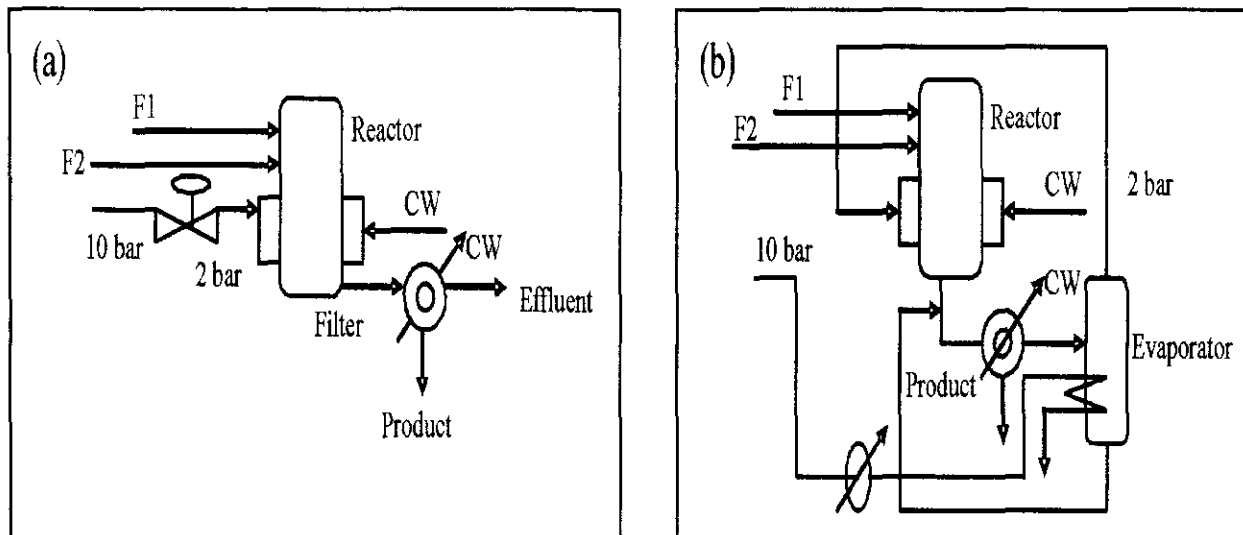 (a)
F1
Reactor
F2
CW
10 bar
2 bar
CW
Filter
Effluent
Product
(b)
F1
Reactor
F2
CW
2 bar
10 bar
CW
Evaporator
Product